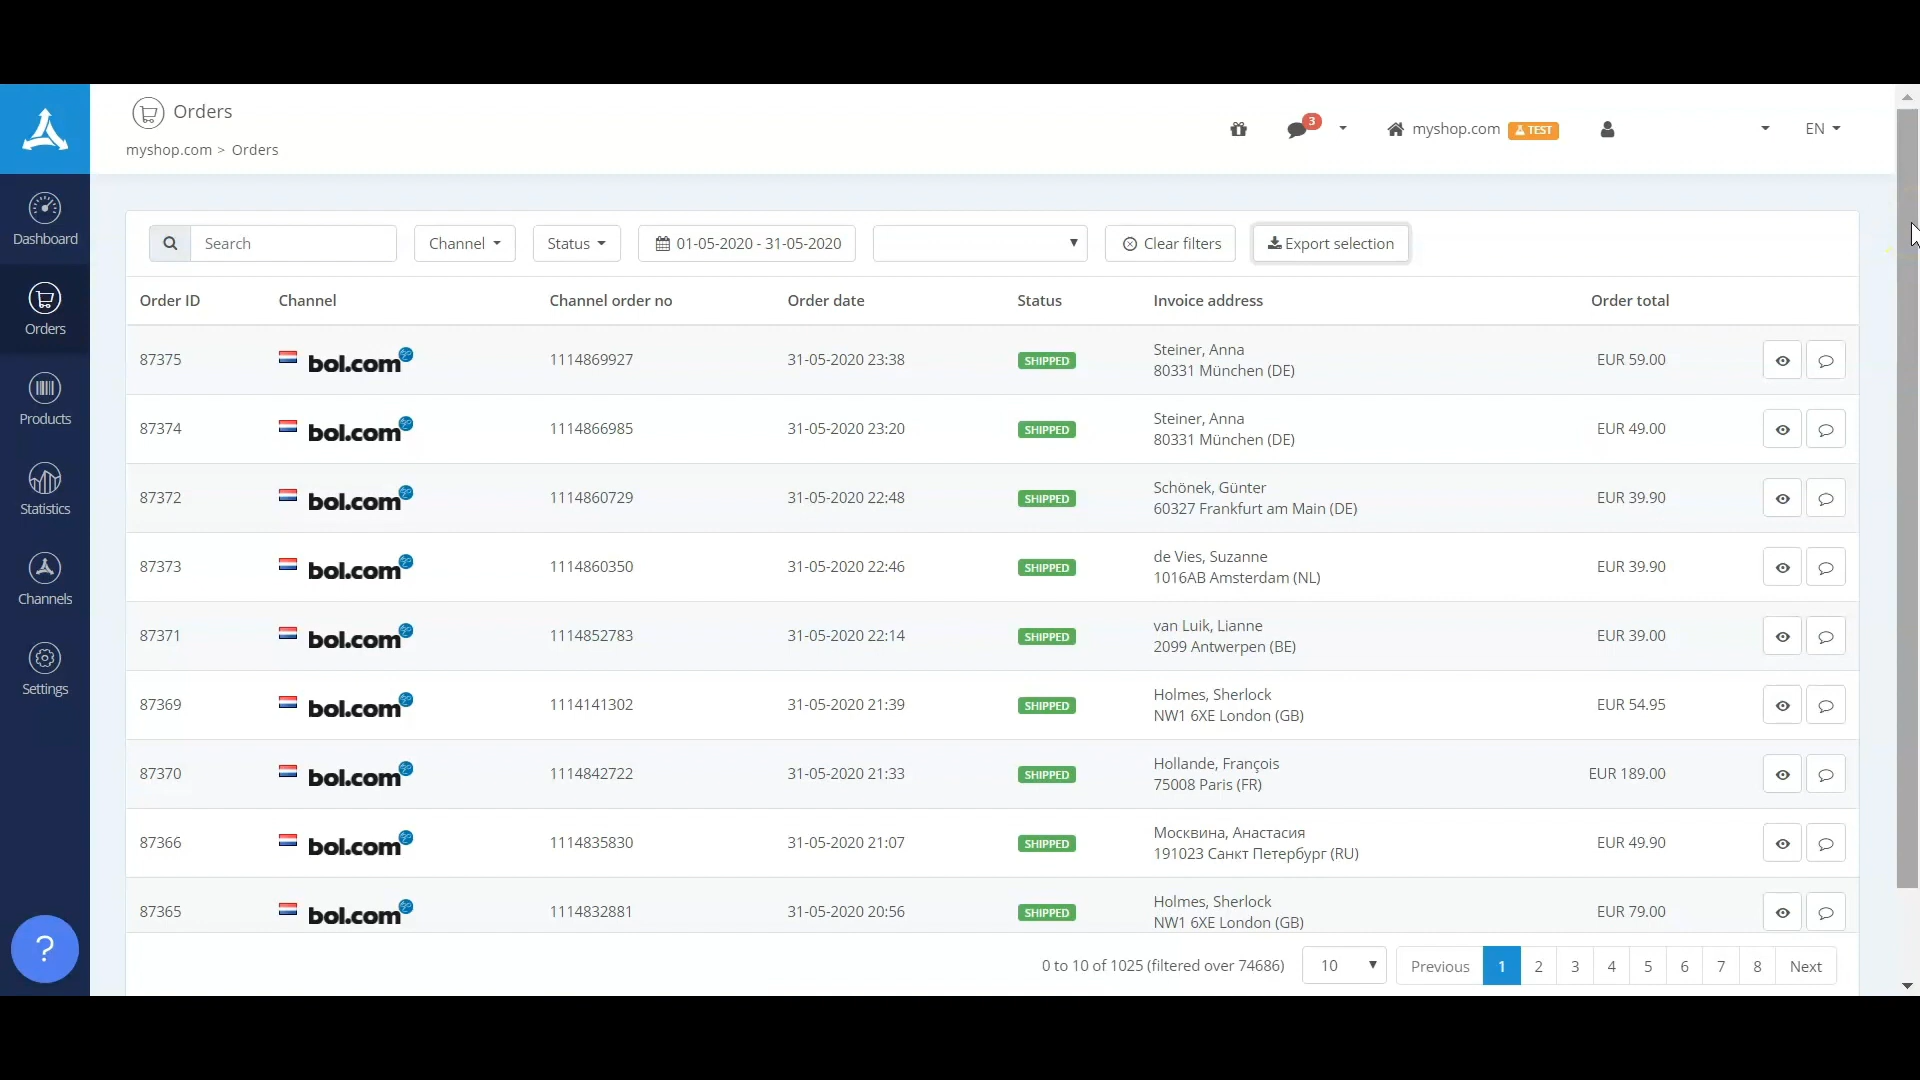 Orders
myshop.com > Orders
3
myshop.com TEST
EN
Dashboard
Orders
Products
Statistics
Channels
Settings
?
Search
Channel
Status
01-05-2020 - 31-05-2020
Clear filters
Export selection
Order ID Channel Channel order no Order date Status Invoice address Order total
87375 bol.com 1114869927 31-05-2020 23:38 SHIPPED Steiner, Anna EUR 59.00
80331 München (DE)
87374 bol.com 1114866985 31-05-2020 23:20 SHIPPED Steiner, Anna EUR 49.00
80331 München (DE)
87372 bol.com 1114860729 31-05-2020 22:48 SHIPPED Schönek, Günter EUR 39.90
60327 Frankfurt am Main (DE)
87373 bol.com 1114860350 31-05-2020 22:46 SHIPPED de Vies, Suzanne EUR 39.90
1016AB Amsterdam (NL)
87371 bol.com 1114852783 31-05-2020 22:14 SHIPPED van Luik, Lianne EUR 39.00
2099 Antwerpen (BE)
87369 bol.com 1114141302 31-05-2020 21:39 SHIPPED Holmes, Sherlock EUR 54.95
NW1 6XE London (GB)
87370 bol.com 1114842722 31-05-2020 21:33 SHIPPED Hollande, François EUR 189.00
75008 Paris (FR)
87366 bol.com 1114835830 31-05-2020 21:07 SHIPPED Москвина, Анастасия EUR 49.90
191023 Санкт Петербург (RU)
87365 bol.com 1114832881 31-05-2020 20:56 SHIPPED Holmes, Sherlock EUR 79.00
NW1 6XE London (GB)
0 to 10 of 1025 (filtered over 74686) 10 Previous 1 2 3 4 5 6 7 8 Next